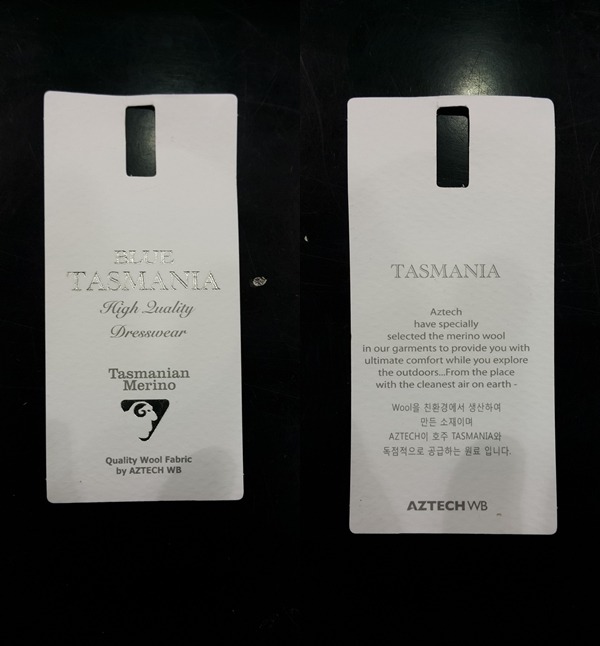 BLUE
TASMANIA
High Quality
Dresswear
Tasmanian
Merino
Quality Wool Fabric
by AZTECH WB
TASMANIA
Aztech
have specially
selected the merino wool
in our garments to provide you with
ultimate comfort while you explore
the outdoors...From the place
with the cleanest air on earth -
Wool을 친환경에서 생산하여
만든 소재이며
AZTECH이 호주 TASMANIA와
독점적으로 공급하는 원료 입니다.
AZTECH WB